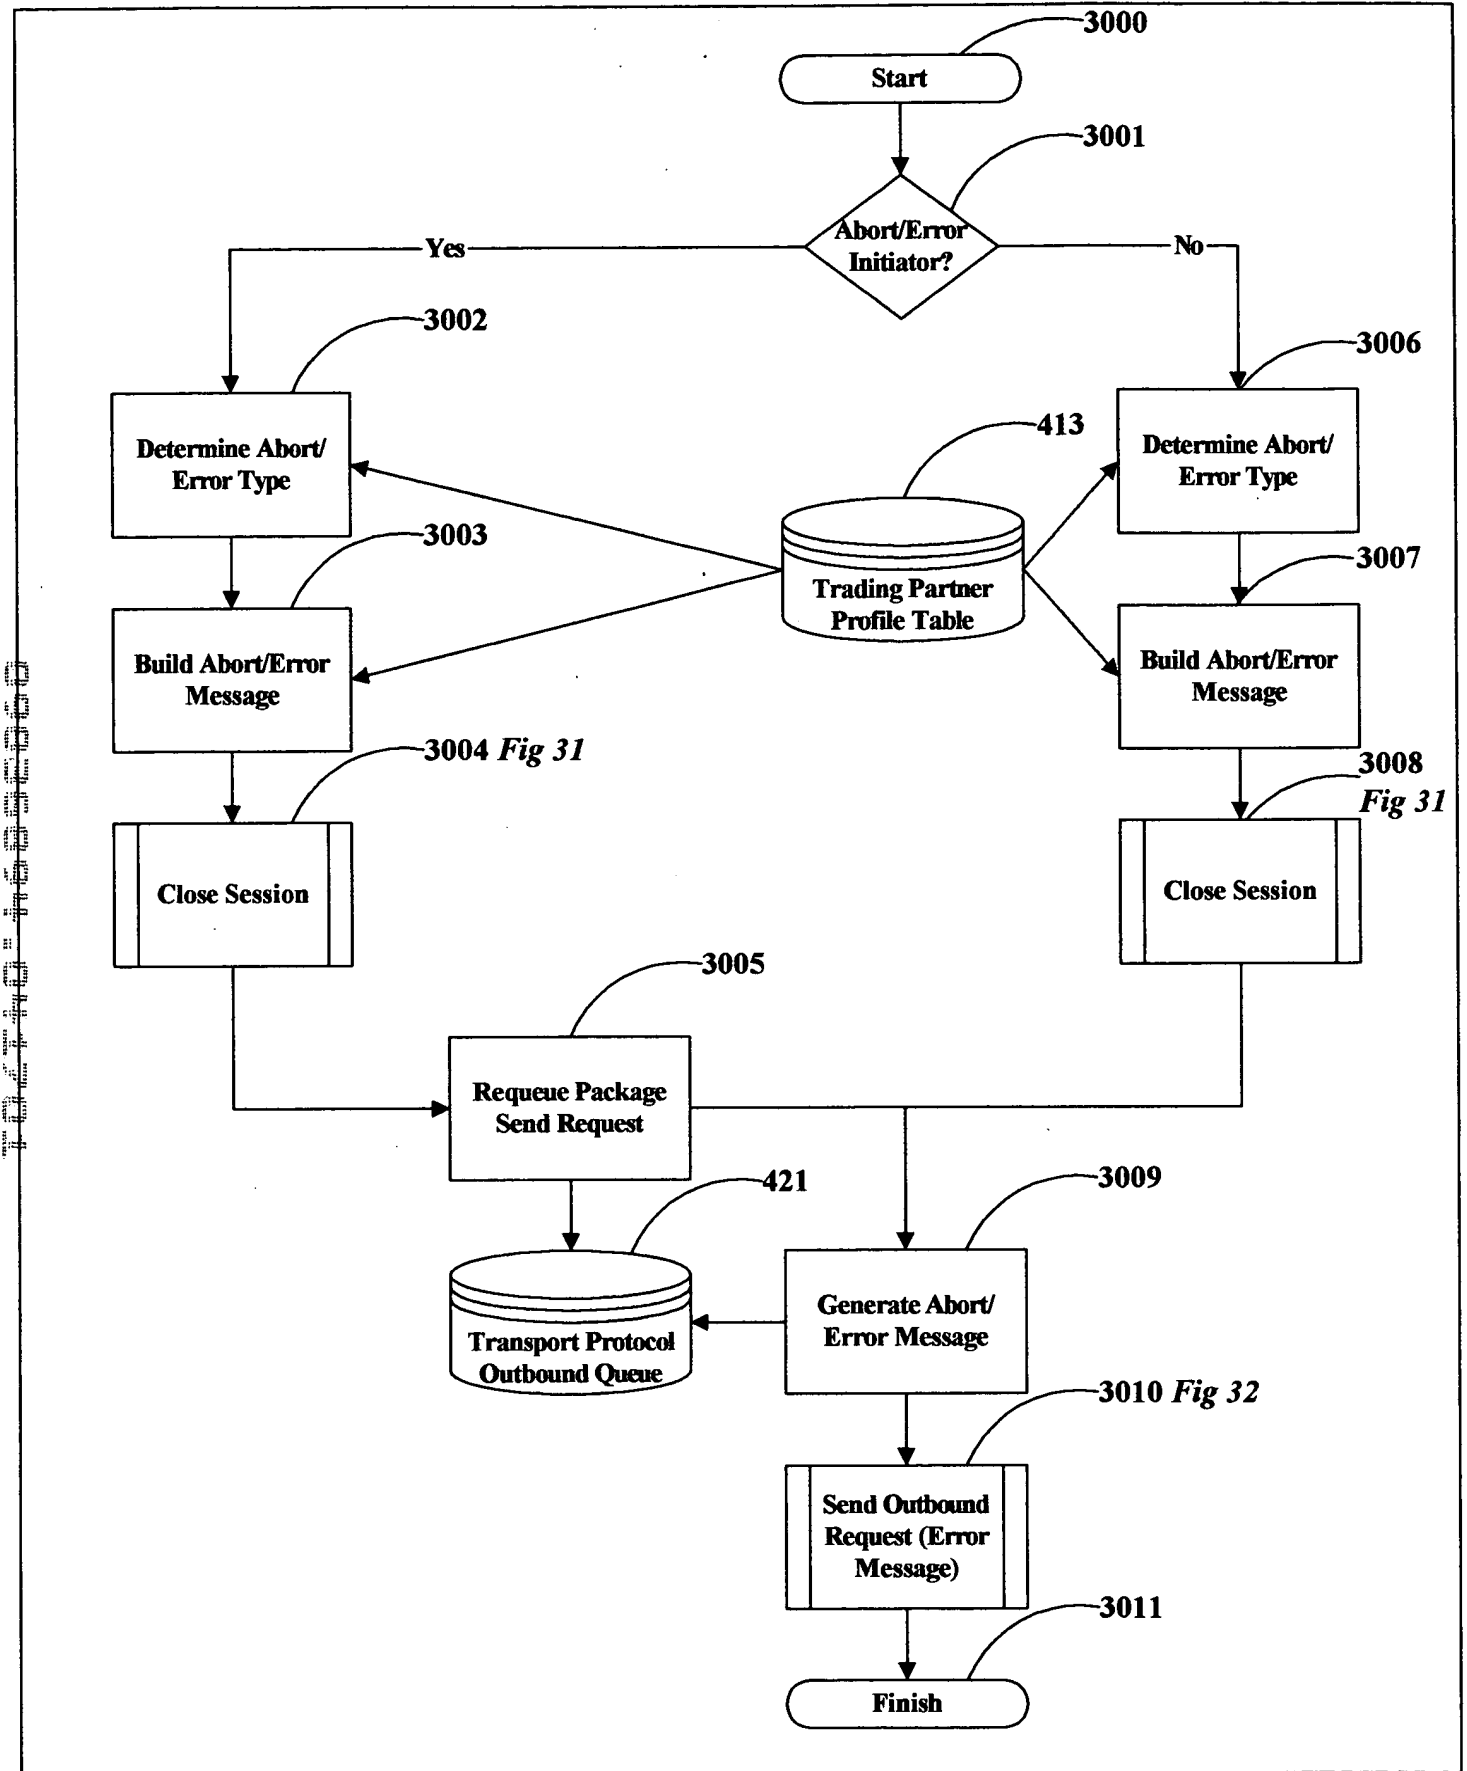 3000
Start
3001
Abort/Error
Initiator?
Yes
No
3002
3006
Determine Abort/
Error Type
413
Determine Abort/
Error Type
3003
3007
Trading Partner
Profile Table
Build Abort/Error
Message
Build Abort/Error
Message
3004 Fig 31
3008
Fig 31
Close Session
Close Session
3005
Requeue Package
Send Request
421
3009
Transport Protocol
Outbound Queue
Generate Abort/
Error Message
3010 Fig 32
Send Outbound
Request (Error
Message)
3011
Finish